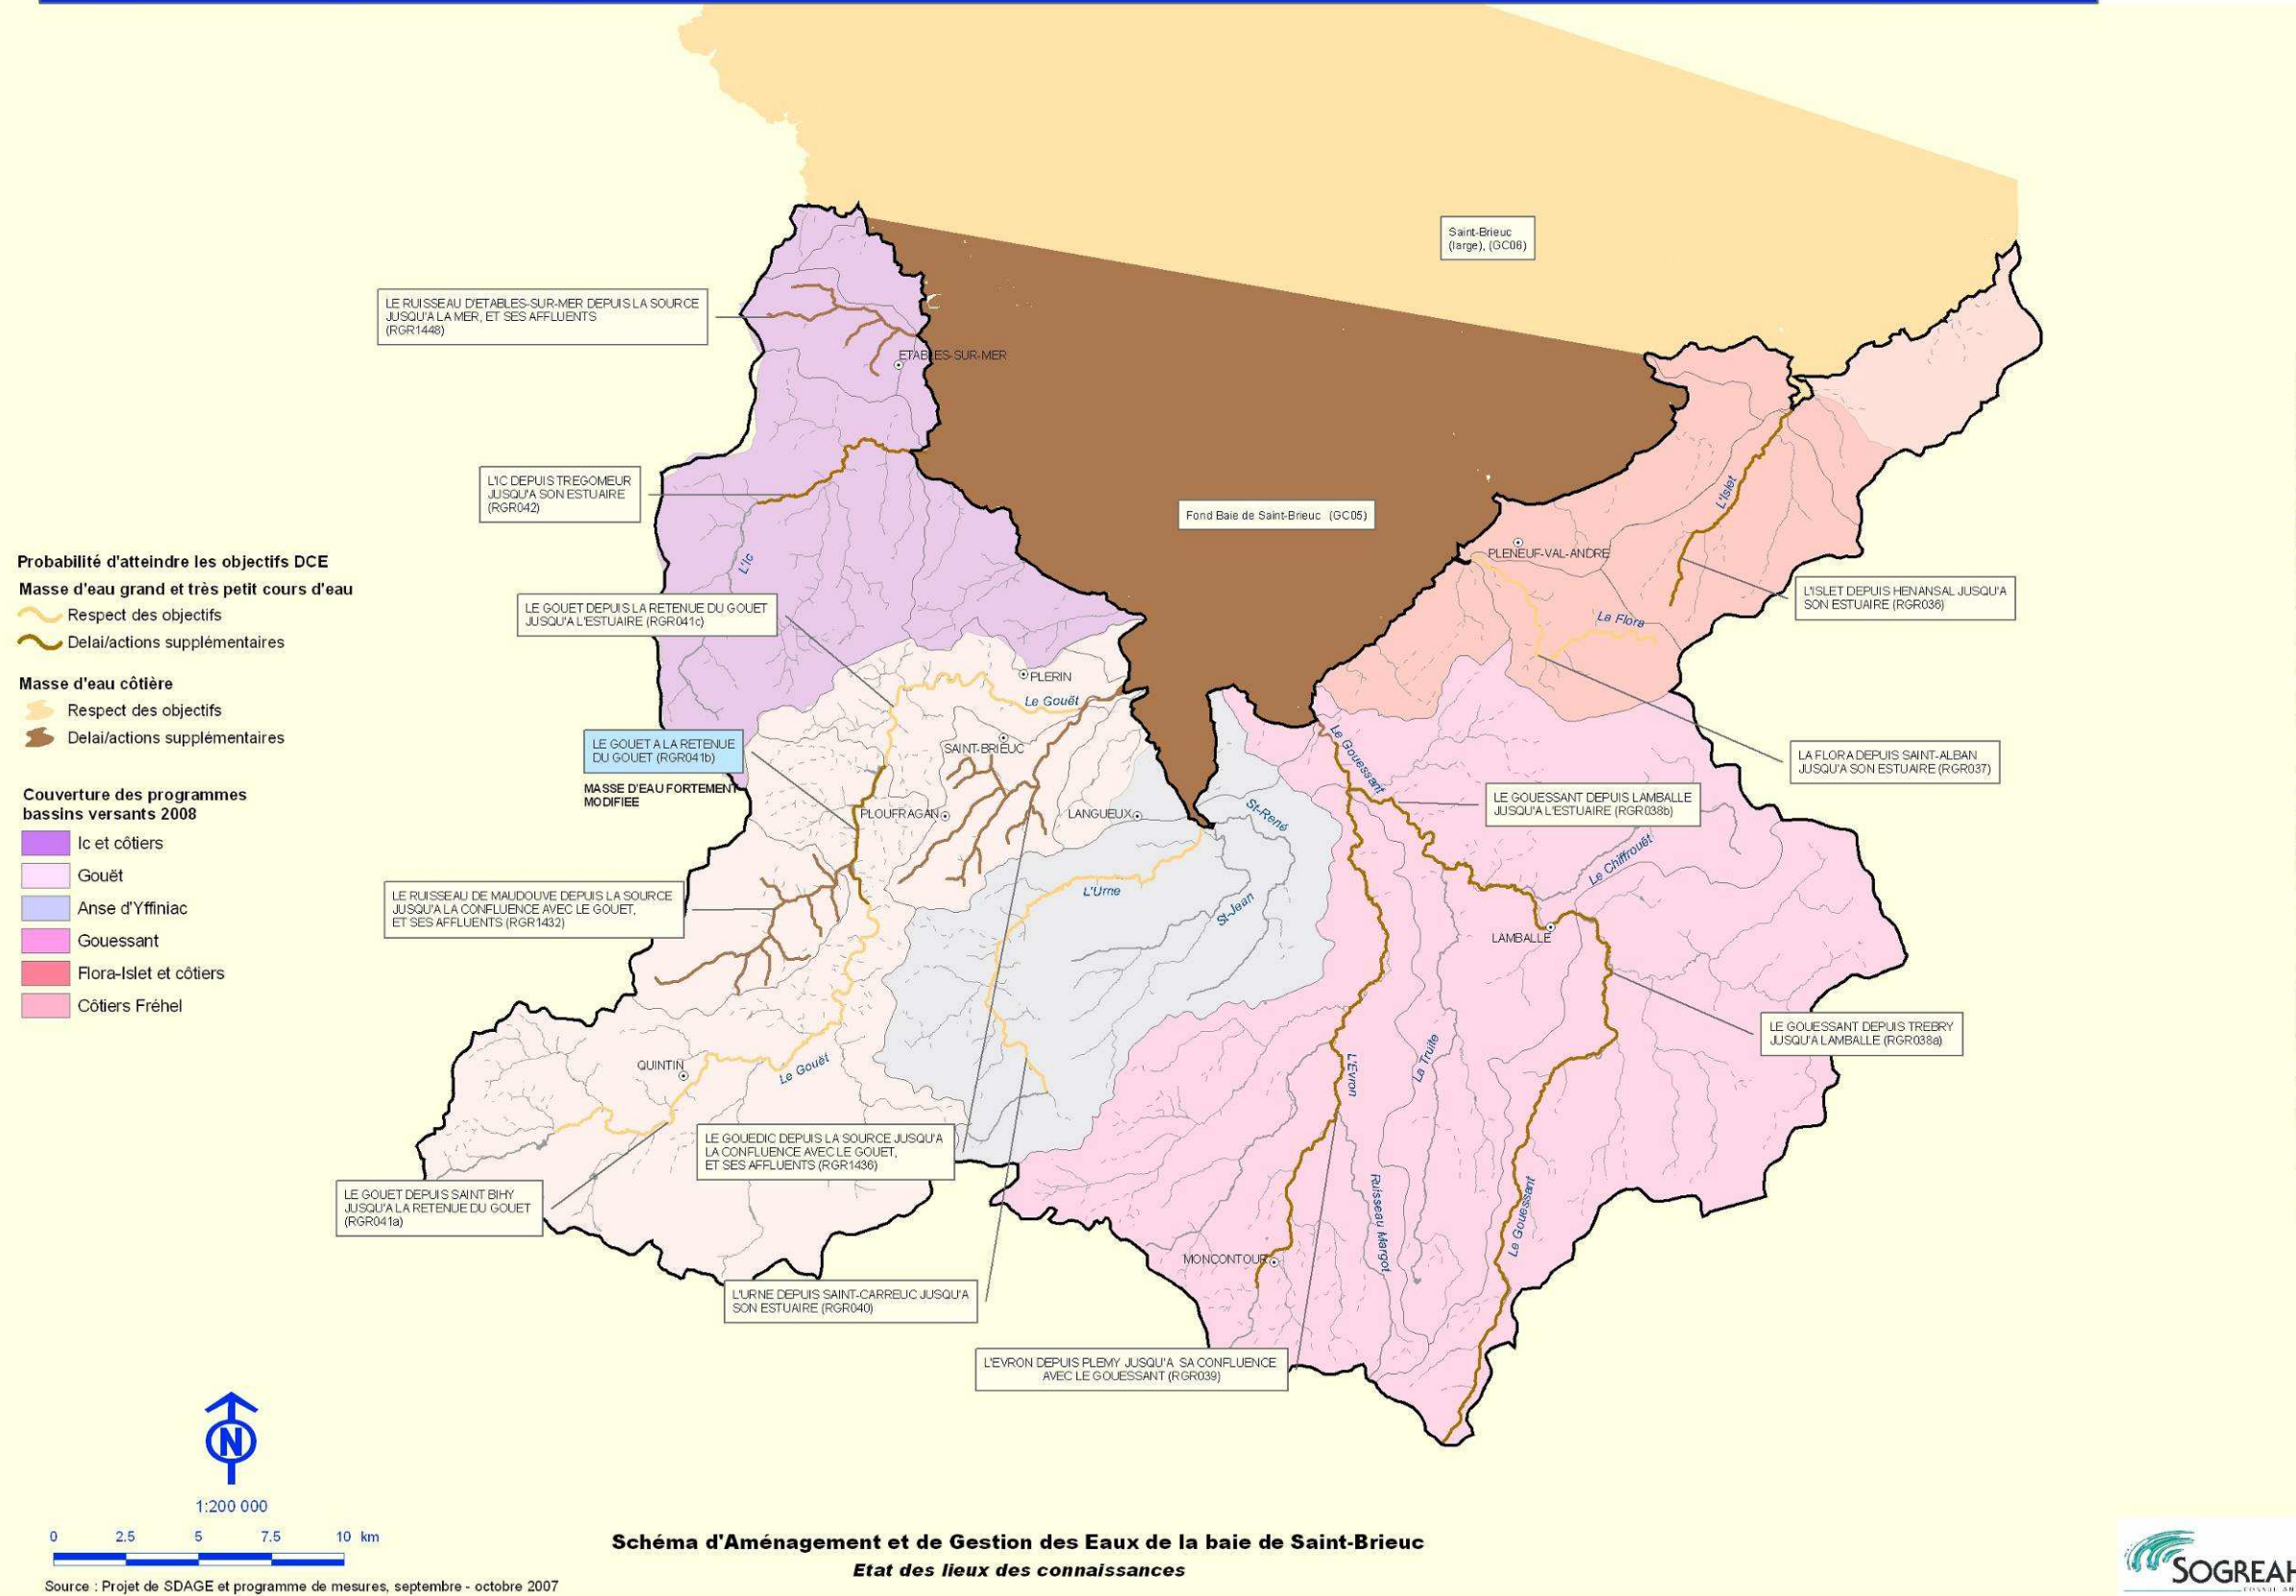 Saint-Brieuc
(large), (GC06)
LE RUISSEAU D'ETABLES-SUR-MER DEPUIS LA SOURCE
JUSQU'A LA MER, ET SES AFFLUENTS
(RGR1448)
ETABLES-SUR-MER
L'IC DEPUIS TREGOMEUR
JUSQU'A SON ESTUAIRE
(RGR042)
L'Ic
Fond Baie de Saint-Brieuc (GC05)
L'Islet
PLENEUF-VAL-ANDRE
L'ISLET DEPUIS HENANSAL JUSQU'A
SON ESTUAIRE (RGR036)
La Flora
LE GOUET DEPUIS LA RETENUE DU GOUET
JUSQU'A L'ESTUAIRE (RGR041c)
PLERIN
Le Gouët
LE GOUET A LA RETENUE
DU GOUET (RGR041b)
MASSE D'EAU FORTEMENT
MODIFIEE
SAINT-BRIEUC
Le Gouessant
LA FLORA DEPUIS SAINT-ALBAN
JUSQU'A SON ESTUAIRE (RGR037)
PLOUFRAGAN
LANGUEUX
St-René
LE GOUESSANT DEPUIS LAMBALLE
JUSQU'A L'ESTUAIRE (RGR038b)
Le Chiffrouët
LE RUISSEAU DE MAUDOUVE DEPUIS LA SOURCE
JUSQU'A LA CONFLUENCE AVEC LE GOUET,
ET SES AFFLUENTS (RGR1432)
L'Urne
St-Jean
LAMBALLE
LE GOUESSANT DEPUIS TREBRY
JUSQU'A LAMBALLE (RGR038a)
QUINTIN
Le Gouët
L'Evron
La Truite
LE GOUEDIC DEPUIS LA SOURCE JUSQU'A
LA CONFLUENCE AVEC LE GOUET,
ET SES AFFLUENTS (RGR1436)
LE GOUET DEPUIS SAINT BIHY
JUSQU'A LA RETENUE DU GOUET
(RGR041a)
Ruisseau Margot
Le Gouessant
MONCONTOUR
L'URNE DEPUIS SAINT-CARREUC JUSQU'A
SON ESTUAIRE (RGR040)
L'EVRON DEPUIS PLEMY JUSQU'A SA CONFLUENCE
AVEC LE GOUESSANT (RGR039)
Probabilité d'atteindre les objectifs DCE
Masse d'eau grand et très petit cours d'eau
Respect des objectifs
Delai/actions supplémentaires
Masse d'eau côtière
Respect des objectifs
Delai/actions supplémentaires
Couverture des programmes
bassins versants 2008
Ic et côtiers
Gouët
Anse d'Yffiniac
Gouessant
Flora-Islet et côtiers
Côtiers Fréhel
N
1:200 000
0 2.5 5 7.5 10 km
Source : Projet de SDAGE et programme de mesures, septembre - octobre 2007
Schéma d'Aménagement et de Gestion des Eaux de la baie de Saint-Brieuc
Etat des lieux des connaissances
SOGREAH